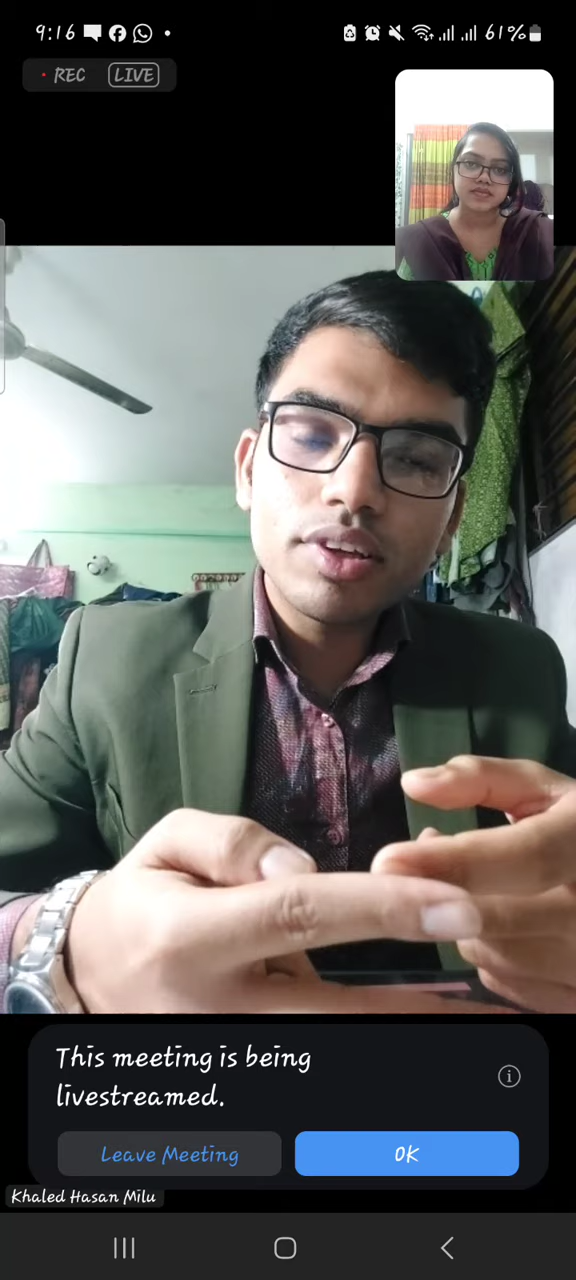 9:16
61%
REC LIVE
This meeting is being
livestreamed.
Leave Meeting
OK
Khaled Hasan Milu